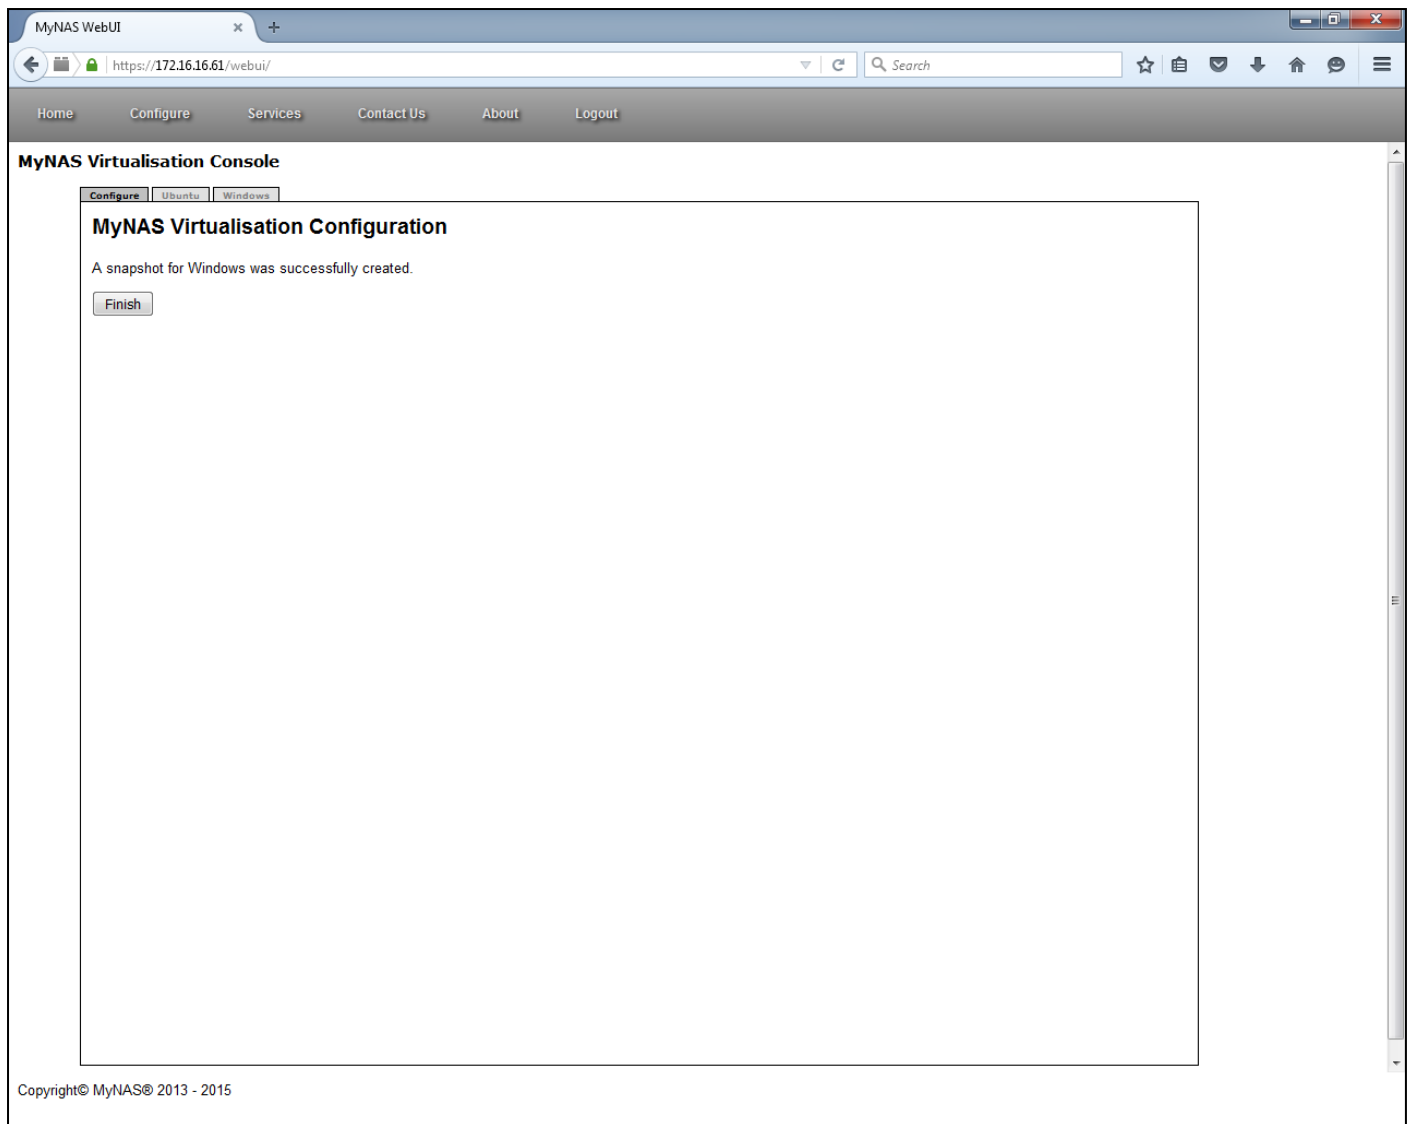 MyNAS WebUI
https://172.16.16.61/webui/
Search
Home Configure Services Contact Us About Logout
MyNAS Virtualisation Console
Configure Ubuntu Windows
MyNAS Virtualisation Configuration
A snapshot for Windows was successfully created.
Finish
Copyright© MyNAS® 2013 - 2015